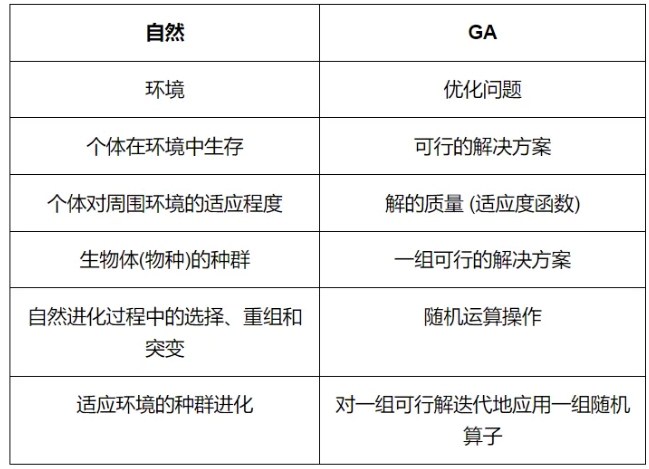 自然 GA
环境 优化问题
个体在环境中生存 可行的解决方案
个体对周围环境的适应程度 解的质量 (适应度函数)
生物体(物种)的种群 一组可行的解决方案
自然进化过程中的选择、重组和
突变
随机运算操作
适应环境的种群进化
对一组可行解迭代地应用一组随机
算子